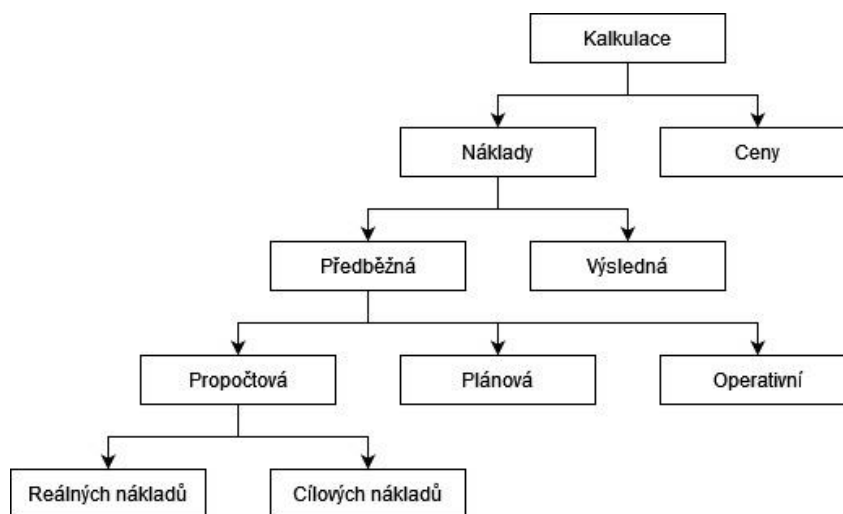 Kalkulace
Náklady
Ceny
Předběžná
Výsledná
Propočtová
Plánová
Operativní
Reálných nákladů
Cílových nákladů